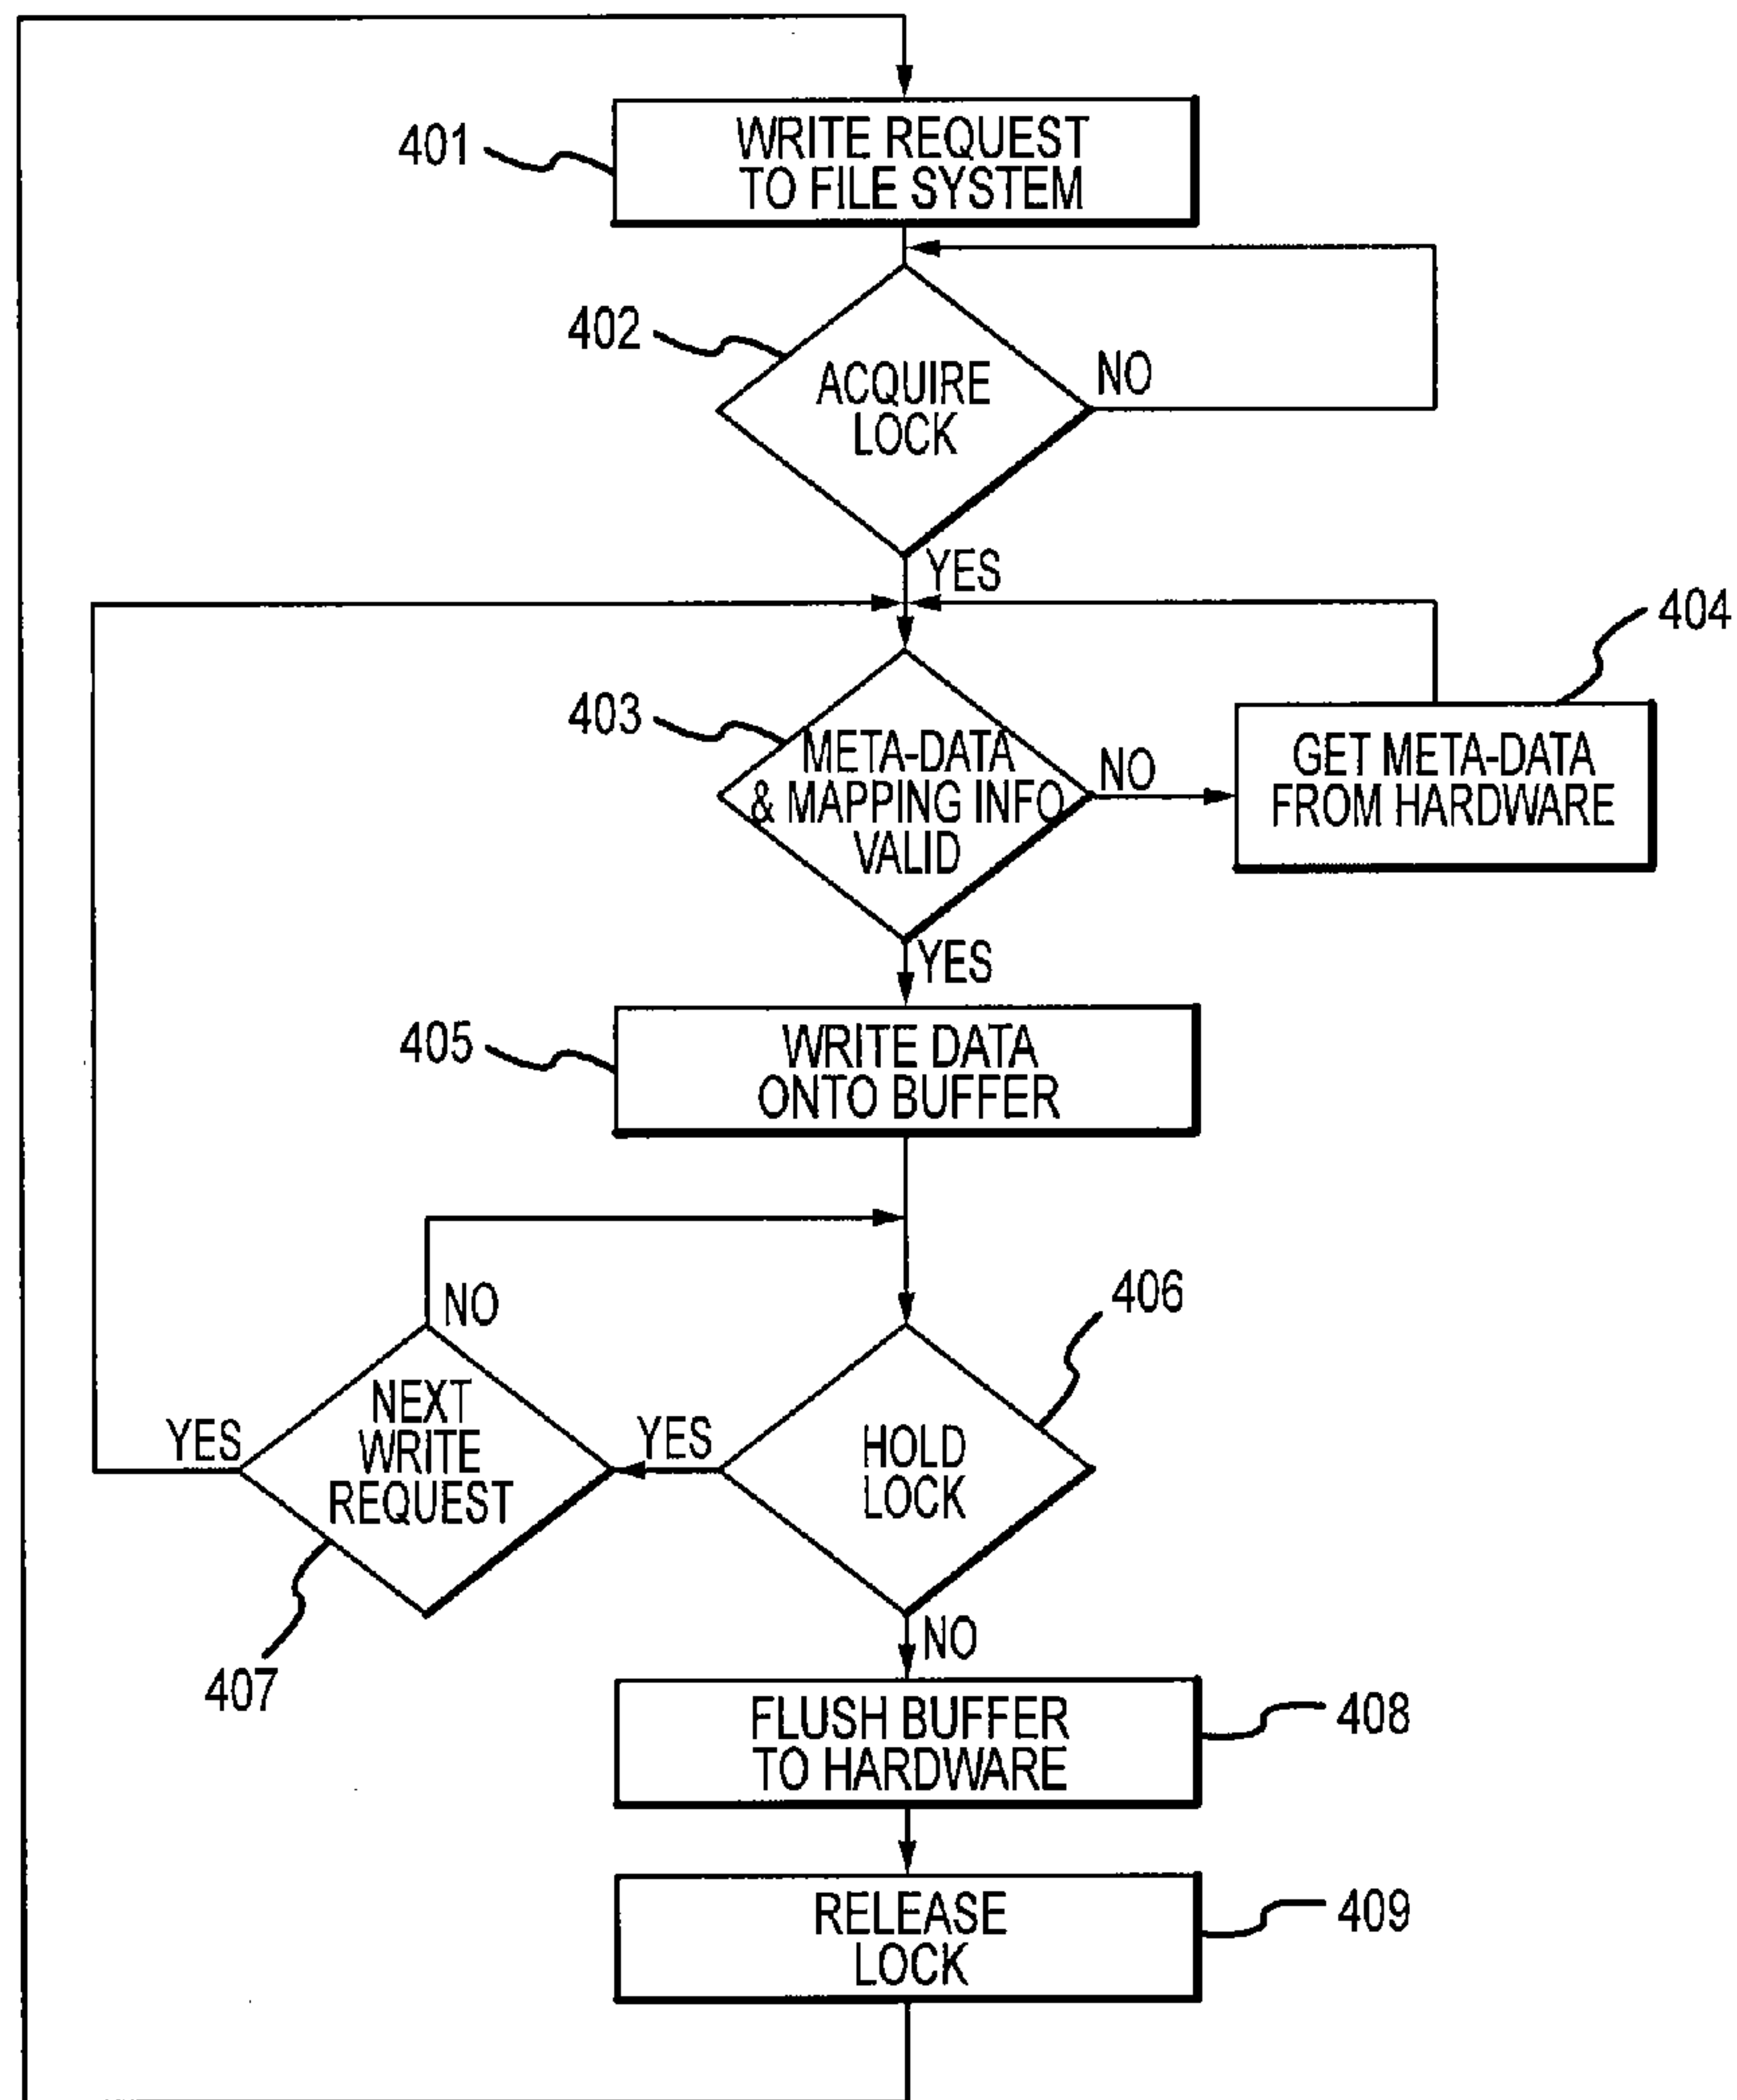 401
WRITE REQUEST
TO FILE SYSTEM
402
ACQUIRE
LOCK
NO
YES
404
403
META-DATA
& MAPPING INFO
VALID
NO
GET META-DATA
FROM HARDWARE
YES
405
WRITE DATA
ONTO BUFFER
406
NO
NEXT
WRITE
REQUEST
YES
YES
HOLD
LOCK
NO
407
FLUSH BUFFER
TO HARDWARE
408
RELEASE
LOCK
409